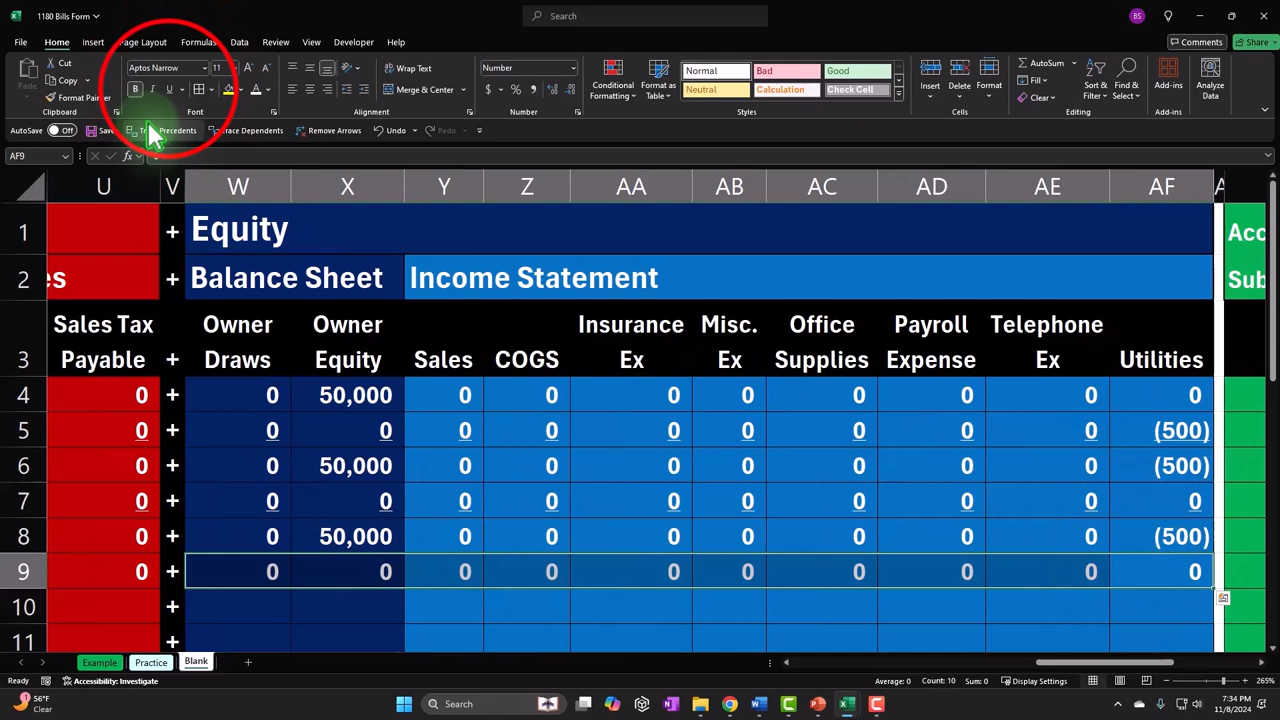 1180 Bills Form
Search
BS
File Home Insert Page Layout Formulas Data Review View Developer Help
Comments Share
Paste Cut Copy Format Painter Clipboard
Aptos Narrow 11 B I U Font
Wrap Text Merge & Center Alignment
Number $ % Number
Conditional Formatting Format as Table
Normal Bad Good
Neutral Calculation Check Cell
Styles
Insert Delete Format Cells
AutoSum Fill Clear Sort & Filter Find & Select Editing
Add-ins Add-ins
Analyze Data
AutoSave Off Save Trace Precedents Trace Dependents Remove Arrows Undo Redo
AF9 fx
U V W X Y Z AA AB AC AD AE AF
1 + Equity Acc
2 es + Balance Sheet Income Statement Sub
Sales Tax Owner Owner Insurance Misc. Office Payroll Telephone
3 Payable + Draws Equity Sales COGS Ex Ex Supplies Expense Ex Utilities
4 0 + 0 50,000 0 0 0 0 0 0 0 0
5 0 + 0 0 0 0 0 0 0 0 0 (500)
6 0 + 0 50,000 0 0 0 0 0 0 0 (500)
7 0 + 0 0 0 0 0 0 0 0 0 0
8 0 + 0 50,000 0 0 0 0 0 0 0 (500)
9 0 + 0 0 0 0 0 0 0 0 0 0
10 +
11 +
Example Practice Blank
Ready Accessibility: Investigate Average: 0 Count: 10 Sum: 0 Display Settings 265%
56°F
Clear
Search
7:34 PM
11/8/2024